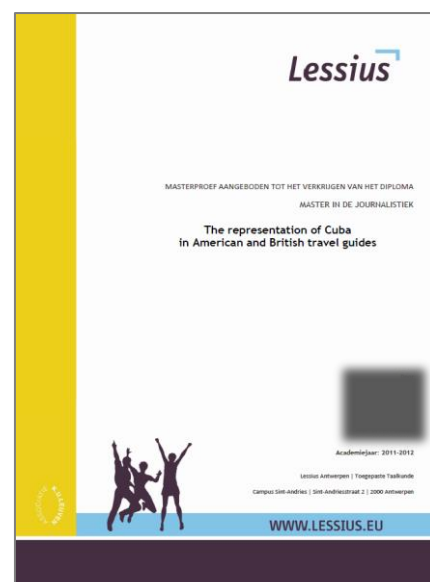 Lessius
MASTERPROEF AANGEBODEN TOT HET VERKRIJGEN VAN HET DIPLOMA
MASTER IN DE JOURNALISTIEK
The representation of Cuba
in American and British travel guides
Academiejaar: 2011-2012
Lessius Antwerpen | Toegepaste Taalkunde
Campus Sint-Andries | Sint-Andriesstraat 2 | 2000 Antwerpen
WWW.LESSIUS.EU